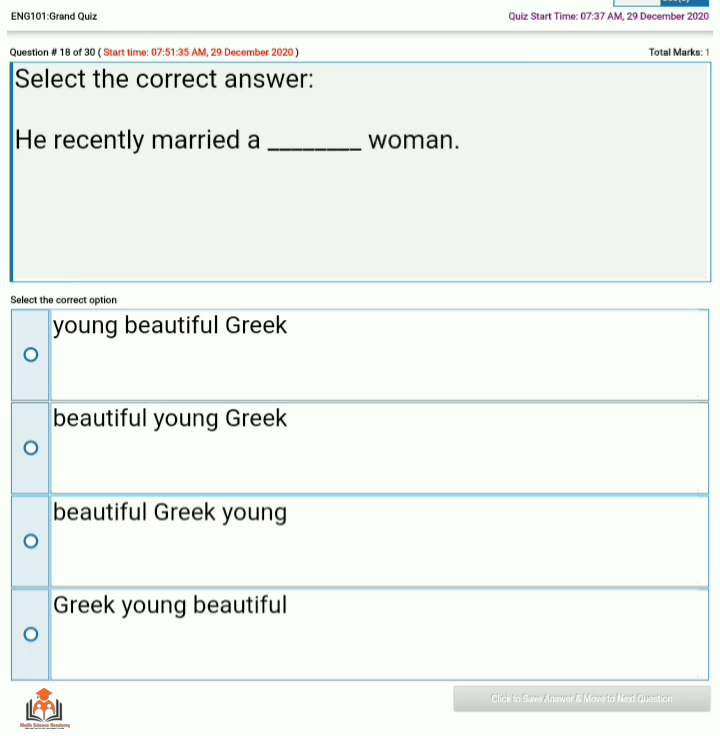 ENG101:Grand Quiz
Quiz Start Time: 07:37 AM, 29 December 2020
Question # 18 of 30 ( Start time: 07:51:35 AM, 29 December 2020 )
Total Marks: 1
Select the correct answer:
He recently married a ________ woman.
Select the correct option
young beautiful Greek
beautiful young Greek
beautiful Greek young
Greek young beautiful
Click to Save Answer & Move to Next Question